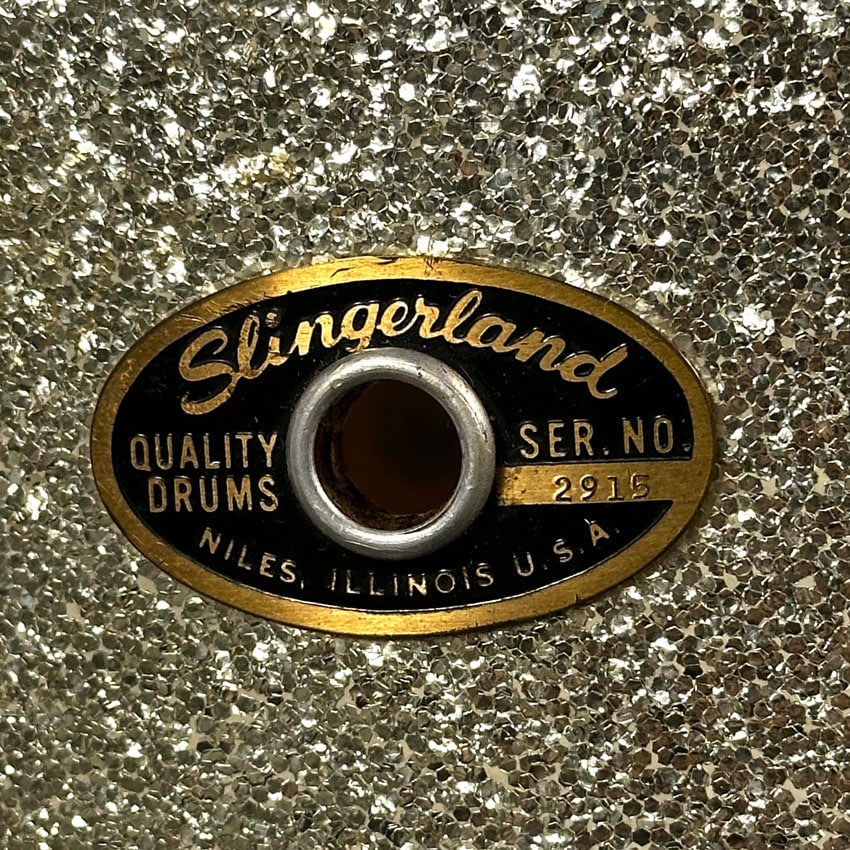 Slingerland
QUALITY
DRUMS
SER. NO.
2915
NILES, ILLINOIS U.S.A.